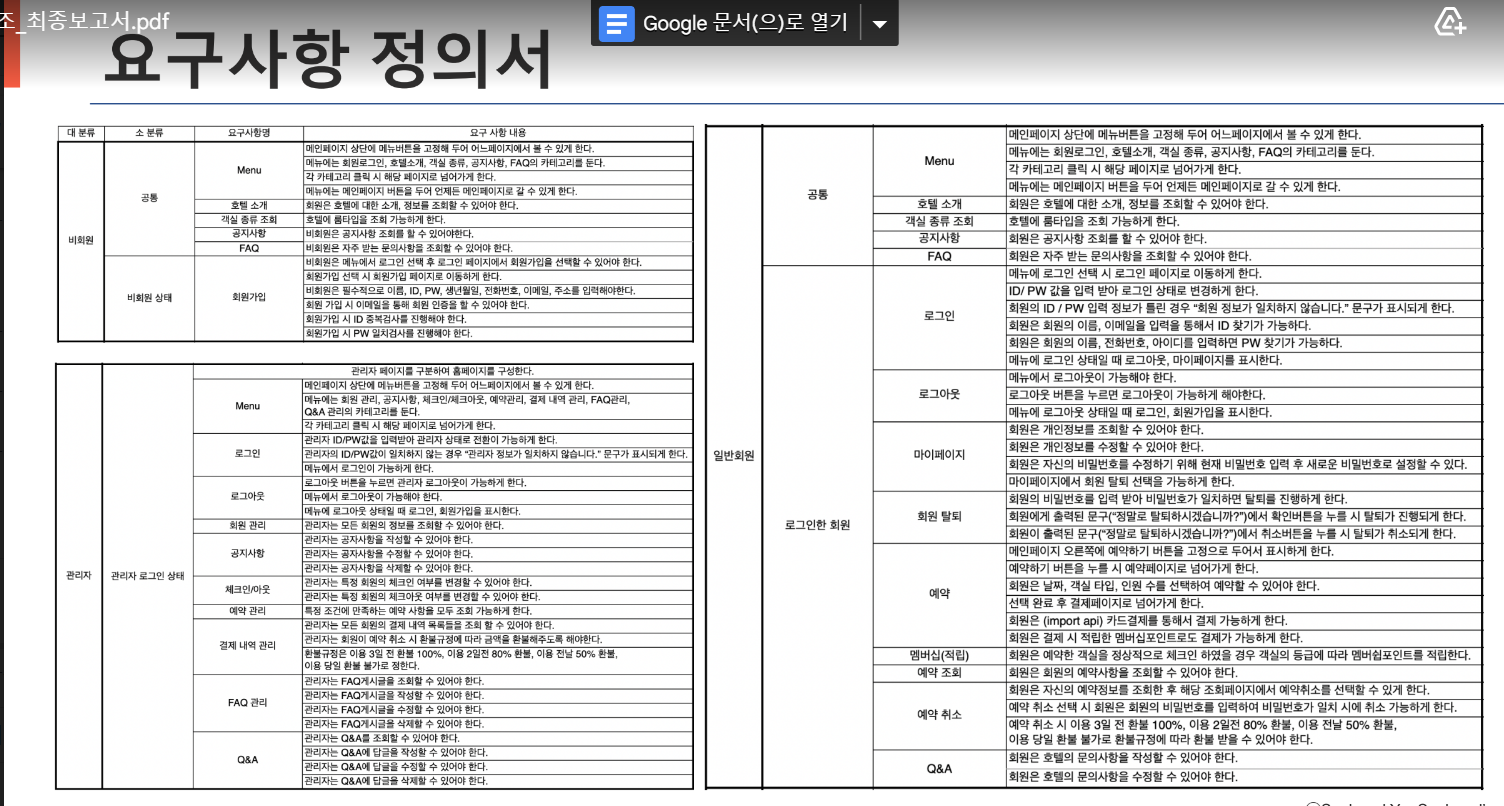 조_최종보고서.pdf
Google 문서(으)로 열기
요구사항 정의서
대 분류 소 분류 요구사항명 요구 사항 내용
비회원
공통
Menu
메인페이지 상단에 메뉴버튼을 고정해 두어 어느페이지에서 볼 수 있게 한다.
메뉴에는 회원로그인, 호텔소개, 객실 종류, 공지사항, FAQ의 카테고리를 둔다.
각 카테고리 클릭 시 해당 페이지로 넘어가게 한다.
메뉴에는 메인페이지 버튼을 두어 언제든 메인페이지로 갈 수 있게 한다.
호텔 소개 회원은 호텔에 대한 소개, 정보를 조회할 수 있어야 한다.
객실 종류 조회 호텔에 룸타입을 조회 가능하게 한다.
공지사항 비회원은 공지사항 조회를 할 수 있어야한다.
FAQ 비회원은 자주 받는 문의사항을 조회할 수 있어야 한다.
비회원 상태
회원가입
비회원은 메뉴에서 로그인 선택 후 로그인 페이지에서 회원가입을 선택할 수 있어야 한다.
회원가입 선택 시 회원가입 페이지로 이동하게 한다.
비회원은 필수적으로 이름, ID, PW, 생년월일, 전화번호, 이메일, 주소를 입력해야한다.
회원 가입 시 이메일을 통해 회원 인증을 할 수 있어야 한다.
회원가입 시 ID 중복검사를 진행해야 한다.
회원가입 시 PW 일치검사를 진행해야 한다.
관리자
관리자 로그인 상태
관리자 페이지를 구분하여 홈페이지를 구성한다.
Menu
메인페이지 상단에 메뉴버튼을 고정해 두어 어느페이지에서 볼 수 있게 한다.
메뉴에는 회원 관리, 공지사항, 체크인/체크아웃, 예약관리, 결제 내역 관리, FAQ관리,
Q&A 관리의 카테고리를 둔다.
각 카테고리 클릭 시 해당 페이지로 넘어가게 한다.
로그인
관리자 ID/PW값을 입력받아 관리자 상태로 전환이 가능하게 한다.
관리자의 ID/PW값이 일치하지 않는 경우 “관리자 정보가 일치하지 않습니다.” 문구가 표시되게 한다.
메뉴에서 로그인이 가능하게 한다.
로그아웃
로그아웃 버튼을 누르면 관리자 로그아웃이 가능하게 한다.
메뉴에서 로그아웃이 가능해야 한다.
메뉴에 로그아웃 상태일 때 로그인, 회원가입을 표시한다.
회원 관리 관리자는 모든 회원의 정보를 조회할 수 있어야 한다.
공지사항
관리자는 공자사항을 작성할 수 있어야 한다.
관리자는 공자사항을 수정할 수 있어야 한다.
관리자는 공자사항을 삭제할 수 있어야 한다.
체크인/아웃
관리자는 특정 회원의 체크인 여부를 변경할 수 있어야 한다.
관리자는 특정 회원의 체크아웃 여부를 변경할 수 있어야 한다.
예약 관리 특정 조건에 만족하는 예약 사항을 모두 조회 가능하게 한다.
결제 내역 관리
관리자는 모든 회원의 결제 내역 목록들을 조회 할 수 있어야 한다.
관리자는 회원이 예약 취소 시 환불규정에 따라 금액을 환불해주도록 해야한다.
환불규정은 이용 3일 전 환불 100%, 이용 2일전 80% 환불, 이용 전날 50% 환불,
이용 당일 환불 불가로 정한다.
FAQ 관리
관리자는 FAQ게시글을 조회할 수 있어야 한다.
관리자는 FAQ게시글을 작성할 수 있어야 한다.
관리자는 FAQ게시글을 수정할 수 있어야 한다.
관리자는 FAQ게시글을 삭제할 수 있어야 한다.
Q&A
관리자는 Q&A를 조회할 수 있어야 한다.
관리자는 Q&A에 답글을 작성할 수 있어야 한다.
관리자는 Q&A에 답글을 수정할 수 있어야 한다.
관리자는 Q&A에 답글을 삭제할 수 있어야 한다.
일반회원
공통
Menu
메인페이지 상단에 메뉴버튼을 고정해 두어 어느페이지에서 볼 수 있게 한다.
메뉴에는 회원로그인, 호텔소개, 객실 종류, 공지사항, FAQ의 카테고리를 둔다.
각 카테고리 클릭 시 해당 페이지로 넘어가게 한다.
메뉴에는 메인페이지 버튼을 두어 언제든 메인페이지로 갈 수 있게 한다.
호텔 소개 회원은 호텔에 대한 소개, 정보를 조회할 수 있어야 한다.
객실 종류 조회 호텔에 룸타입을 조회 가능하게 한다.
공지사항 회원은 공지사항 조회를 할 수 있어야 한다.
FAQ 회원은 자주 받는 문의사항을 조회할 수 있어야 한다.
로그인한 회원
로그인
메뉴에 로그인 선택 시 로그인 페이지로 이동하게 한다.
ID/ PW 값을 입력 받아 로그인 상태로 변경하게 한다.
회원의 ID / PW 입력 정보가 틀린 경우 “회원 정보가 일치하지 않습니다.” 문구가 표시되게 한다.
회원은 회원의 이름, 이메일을 입력을 통해서 ID 찾기가 가능하다.
회원은 회원의 이름, 전화번호, 아이디를 입력하면 PW 찾기가 가능하다.
메뉴에 로그인 상태일 때 로그아웃, 마이페이지를 표시한다.
로그아웃
메뉴에서 로그아웃이 가능해야 한다.
로그아웃 버튼을 누르면 로그아웃이 가능하게 해야한다.
메뉴에 로그아웃 상태일 때 로그인, 회원가입을 표시한다.
마이페이지
회원은 개인정보를 조회할 수 있어야 한다.
회원은 개인정보를 수정할 수 있어야 한다.
회원은 자신의 비밀번호를 수정하기 위해 현재 비밀번호 입력 후 새로운 비밀번호로 설정할 수 있다.
마이페이지에서 회원 탈퇴 선택을 가능하게 한다.
회원 탈퇴
회원의 비밀번호를 입력 받아 비밀번호가 일치하면 탈퇴를 진행하게 한다.
회원에게 출력된 문구(“정말로 탈퇴하시겠습니까?”)에서 확인버튼을 누를 시 탈퇴가 진행되게 한다.
회원이 출력된 문구(“정말로 탈퇴하시겠습니까?”)에서 취소버튼을 누를 시 탈퇴가 취소되게 한다.
예약
메인페이지 오른쪽에 예약하기 버튼을 고정으로 두어서 표시하게 한다.
예약하기 버튼을 누를 시 예약페이지로 넘어가게 한다.
회원은 날짜, 객실 타입, 인원 수를 선택하여 예약할 수 있어야 한다.
선택 완료 후 결제페이지로 넘어가게 한다.
회원은 (import api) 카드결제를 통해서 결제 가능하게 한다.
회원은 결제 시 적립한 멤버십포인트로도 결제가 가능하게 한다.
멤버십(적립) 회원은 예약한 객실을 정상적으로 체크인 하였을 경우 객실의 등급에 따라 멤버쉽포인트를 적립한다.
예약 조회 회원은 회원의 예약사항을 조회할 수 있어야 한다.
예약 취소
회원은 자신의 예약정보를 조회한 후 해당 조회페이지에서 예약취소를 선택할 수 있게 한다.
예약 취소 선택 시 회원은 회원의 비밀번호를 입력하여 비밀번호가 일치 시에 취소 가능하게 한다.
예약 취소 시 이용 3일 전 환불 100%, 이용 2일전 80% 환불, 이용 전날 50% 환불,
이용 당일 환불 불가로 환불규정에 따라 환불 받을 수 있어야 한다.
Q&A
회원은 호텔의 문의사항을 작성할 수 있어야 한다.
회원은 호텔의 문의사항을 수정할 수 있어야 한다.